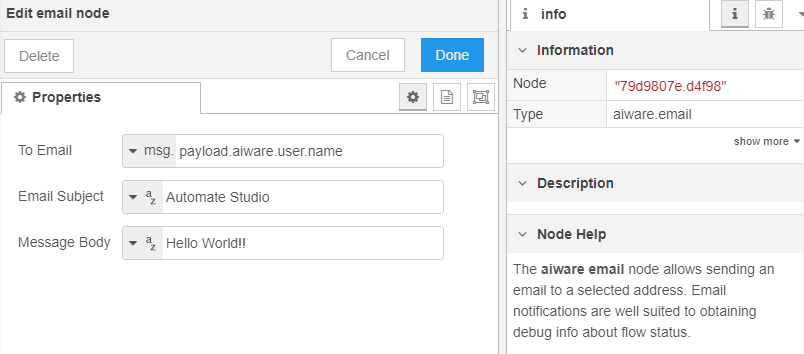 Edit email node
Delete
Cancel
Done
Properties
To Email
msg. payload.aiware.user.name
Email Subject
az Automate Studio
Message Body
az Hello World!!
i info
i
Information
Node "79d9807e.d4f98"
Type aiware.email
show more
Description
Node Help
The aiware email node allows sending an
email to a selected address. Email
notifications are well suited to obtaining
debug info about flow status.